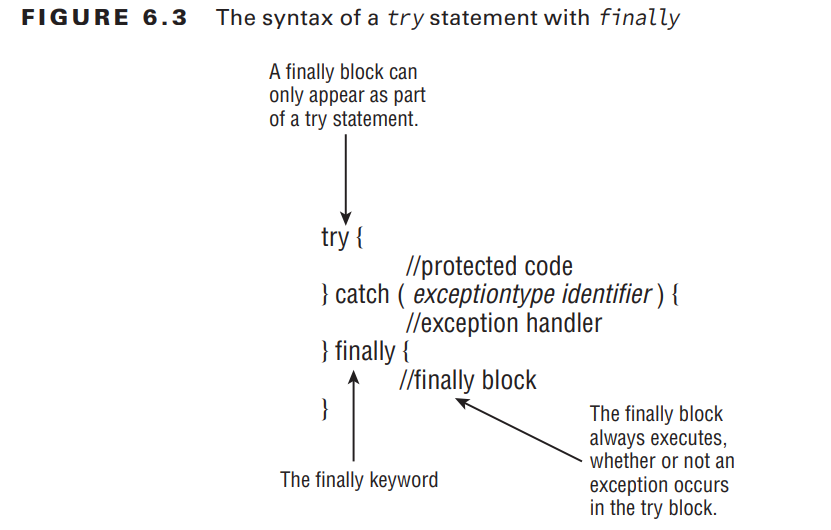 FIGURE 6.3 The syntax of a try statement with finally
A finally block can
only appear as part
of a try statement.
try {
//protected code
} catch ( exceptiontype identifier ) {
//exception handler
} finally {
//finally block
}
The finally keyword
The finally block
always executes,
whether or not an
exception occurs
in the try block.